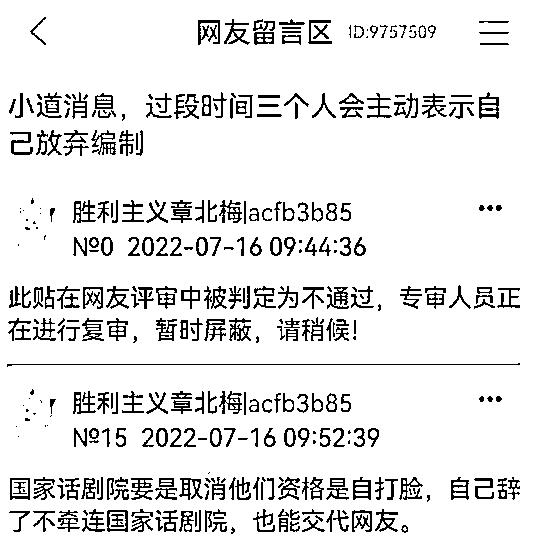 网友留言区 ID:9757509
小道消息，过段时间三个人会主动表示自
己放弃编制
胜利主义章北梅|acfb3b85
№0 2022-07-16 09:44:36
此贴在网友评审中被判定为不通过，专审人员正
在进行复审，暂时屏蔽，请稍候!
胜利主义章北梅|acfb3b85
№15 2022-07-16 09:52:39
国家话剧院要是取消他们资格是自打脸，自己辞
了不牵连国家话剧院，也能交代网友。